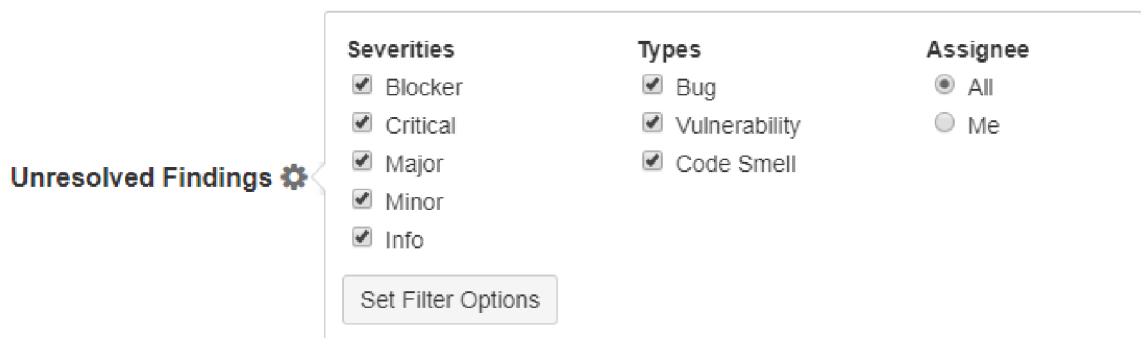 Unresolved Findings
Severities
Blocker
Critical
Major
Minor
Info
Types
Bug
Vulnerability
Code Smell
Assignee
All
Me
Set Filter Options